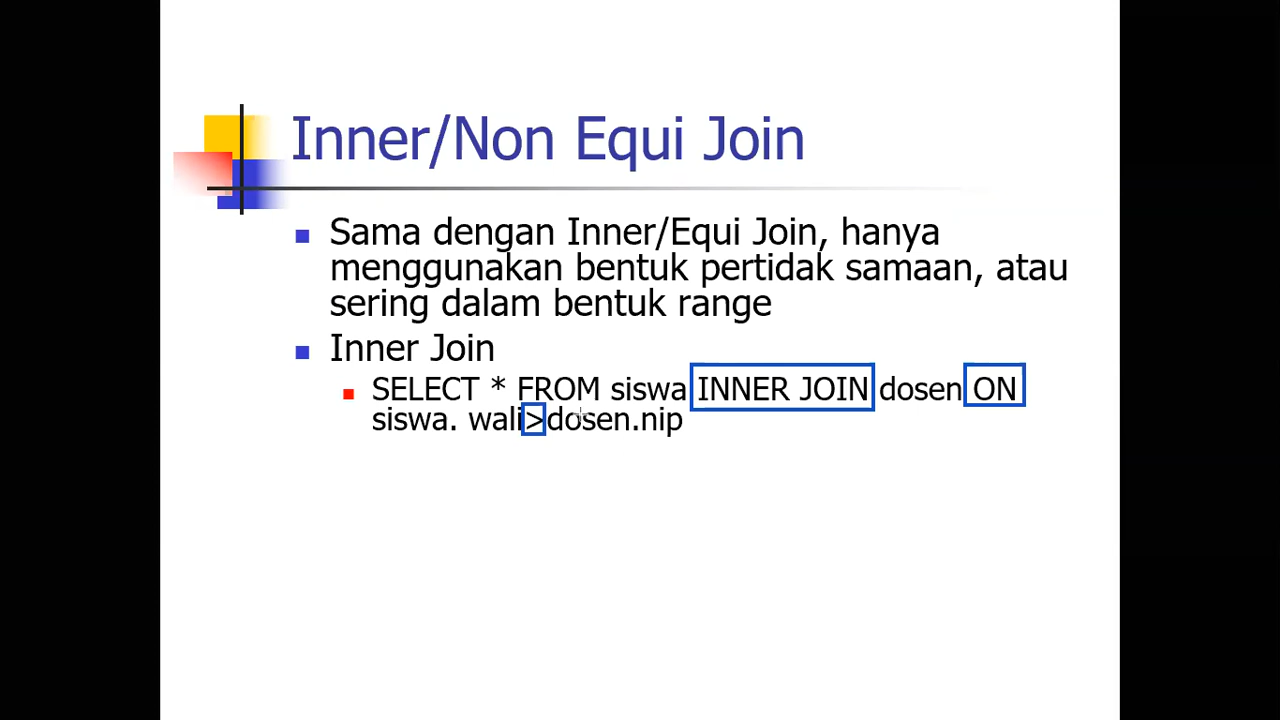 Inner/Non Equi Join
Sama dengan Inner/Equi Join, hanya
menggunakan bentuk pertidak samaan, atau
sering dalam bentuk range
Inner Join
SELECT * FROM siswa INNER JOIN dosen ON
siswa. wali>dosen.nip